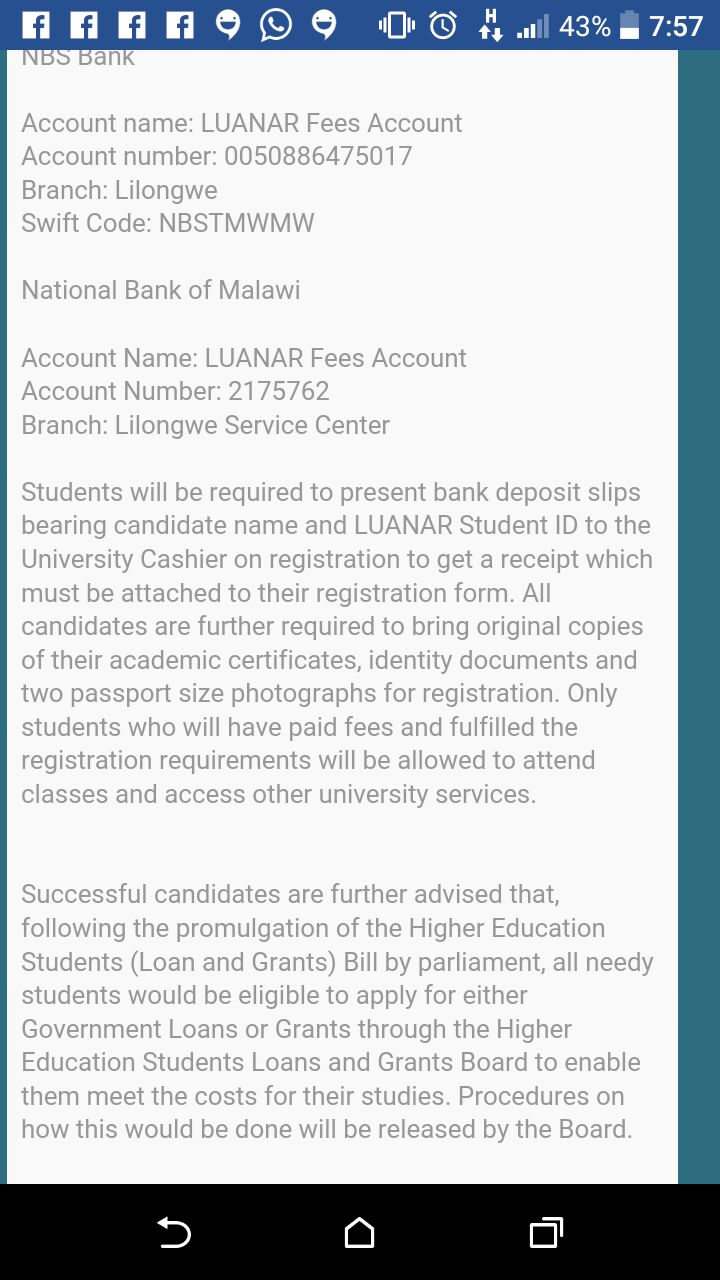 43% 7:57
NBS Bank
Account name: LUANAR Fees Account
Account number: 0050886475017
Branch: Lilongwe
Swift Code: NBSTMWMW
National Bank of Malawi
Account Name: LUANAR Fees Account
Account Number: 2175762
Branch: Lilongwe Service Center
Students will be required to present bank deposit slips
bearing candidate name and LUANAR Student ID to the
University Cashier on registration to get a receipt which
must be attached to their registration form. All
candidates are further required to bring original copies
of their academic certificates, identity documents and
two passport size photographs for registration. Only
students who will have paid fees and fulfilled the
registration requirements will be allowed to attend
classes and access other university services.
Successful candidates are further advised that,
following the promulgation of the Higher Education
Students (Loan and Grants) Bill by parliament, all needy
students would be eligible to apply for either
Government Loans or Grants through the Higher
Education Students Loans and Grants Board to enable
them meet the costs for their studies. Procedures on
how this would be done will be released by the Board.